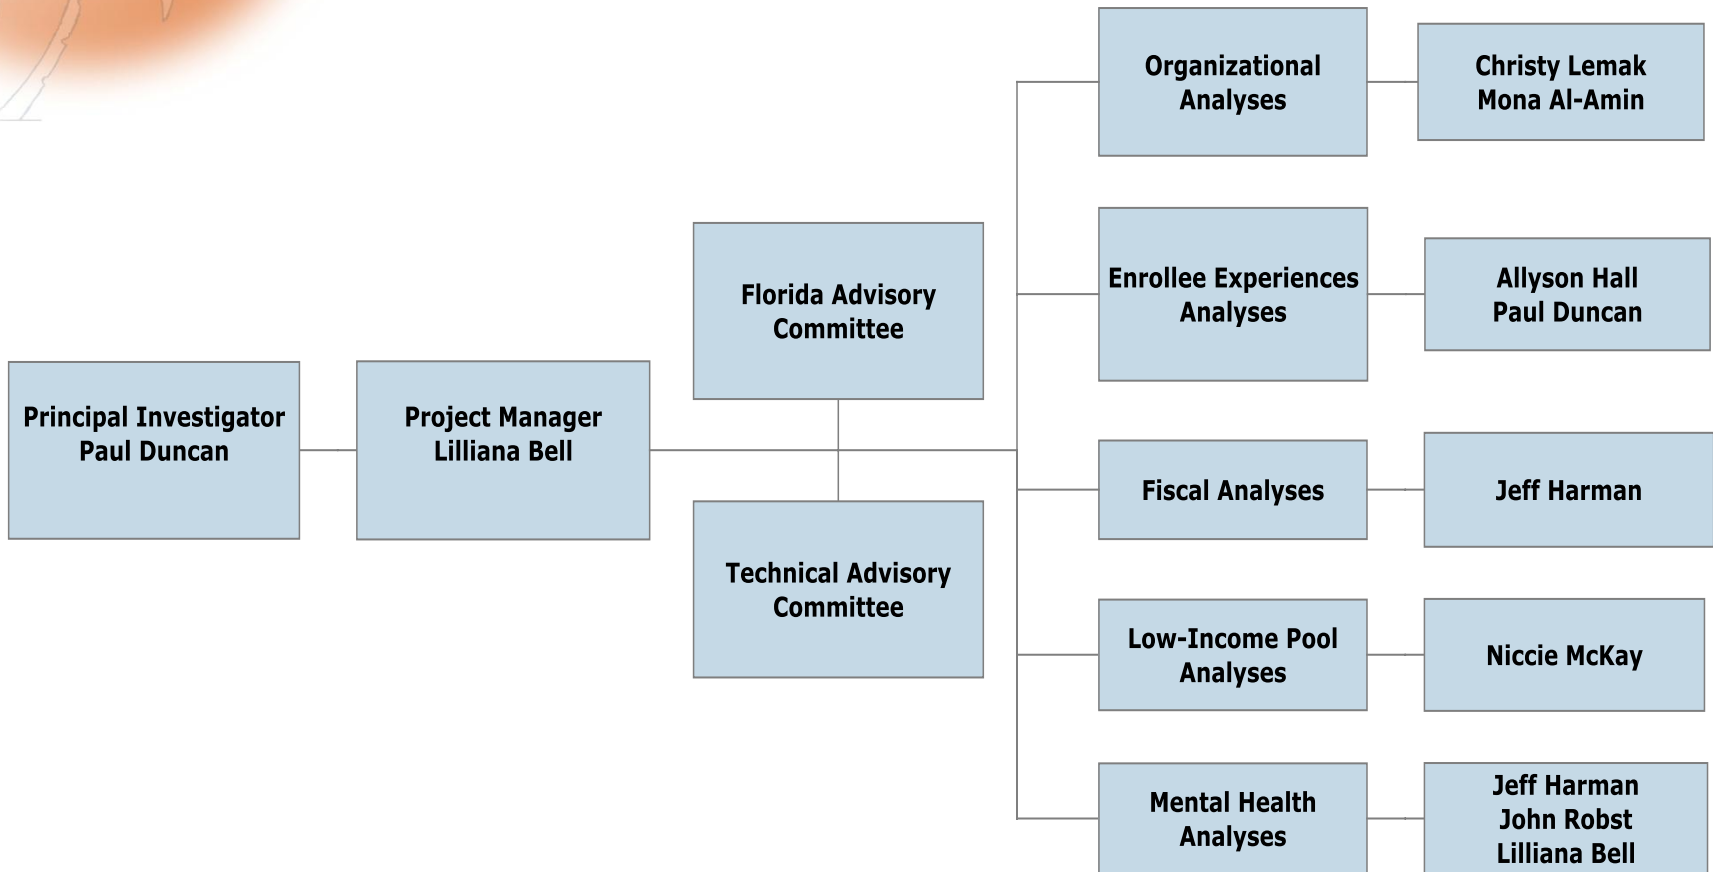 Principal Investigator
Paul Duncan
Project Manager
Lilliana Bell
Florida Advisory
Committee
Technical Advisory
Committee
Organizational
Analyses
Christy Lemak
Mona Al-Amin
Enrollee Experiences
Analyses
Allyson Hall
Paul Duncan
Fiscal Analyses
Jeff Harman
Low-Income Pool
Analyses
Niccie McKay
Mental Health
Analyses
Jeff Harman
John Robst
Lilliana Bell